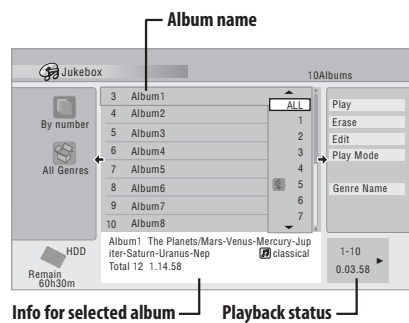 Album name
Jukebox
10Albums
3 Album1
4 Album2
5 Album3
6 Album4
7 Album5
8 Album6
9 Album7
10 Album8
ALL
1
2
3
4
5
6
7
By number
All Genres
Play
Erase
Edit
Play Mode
Genre Name
HDD
Remain
60h30m
Album1 The Planets/Mars-Venus-Mercury-Jup
iter-Saturn-Uranus-Nep classical
Total 12 1.14.58
1-10
0.03.58
Info for selected album
Playback status